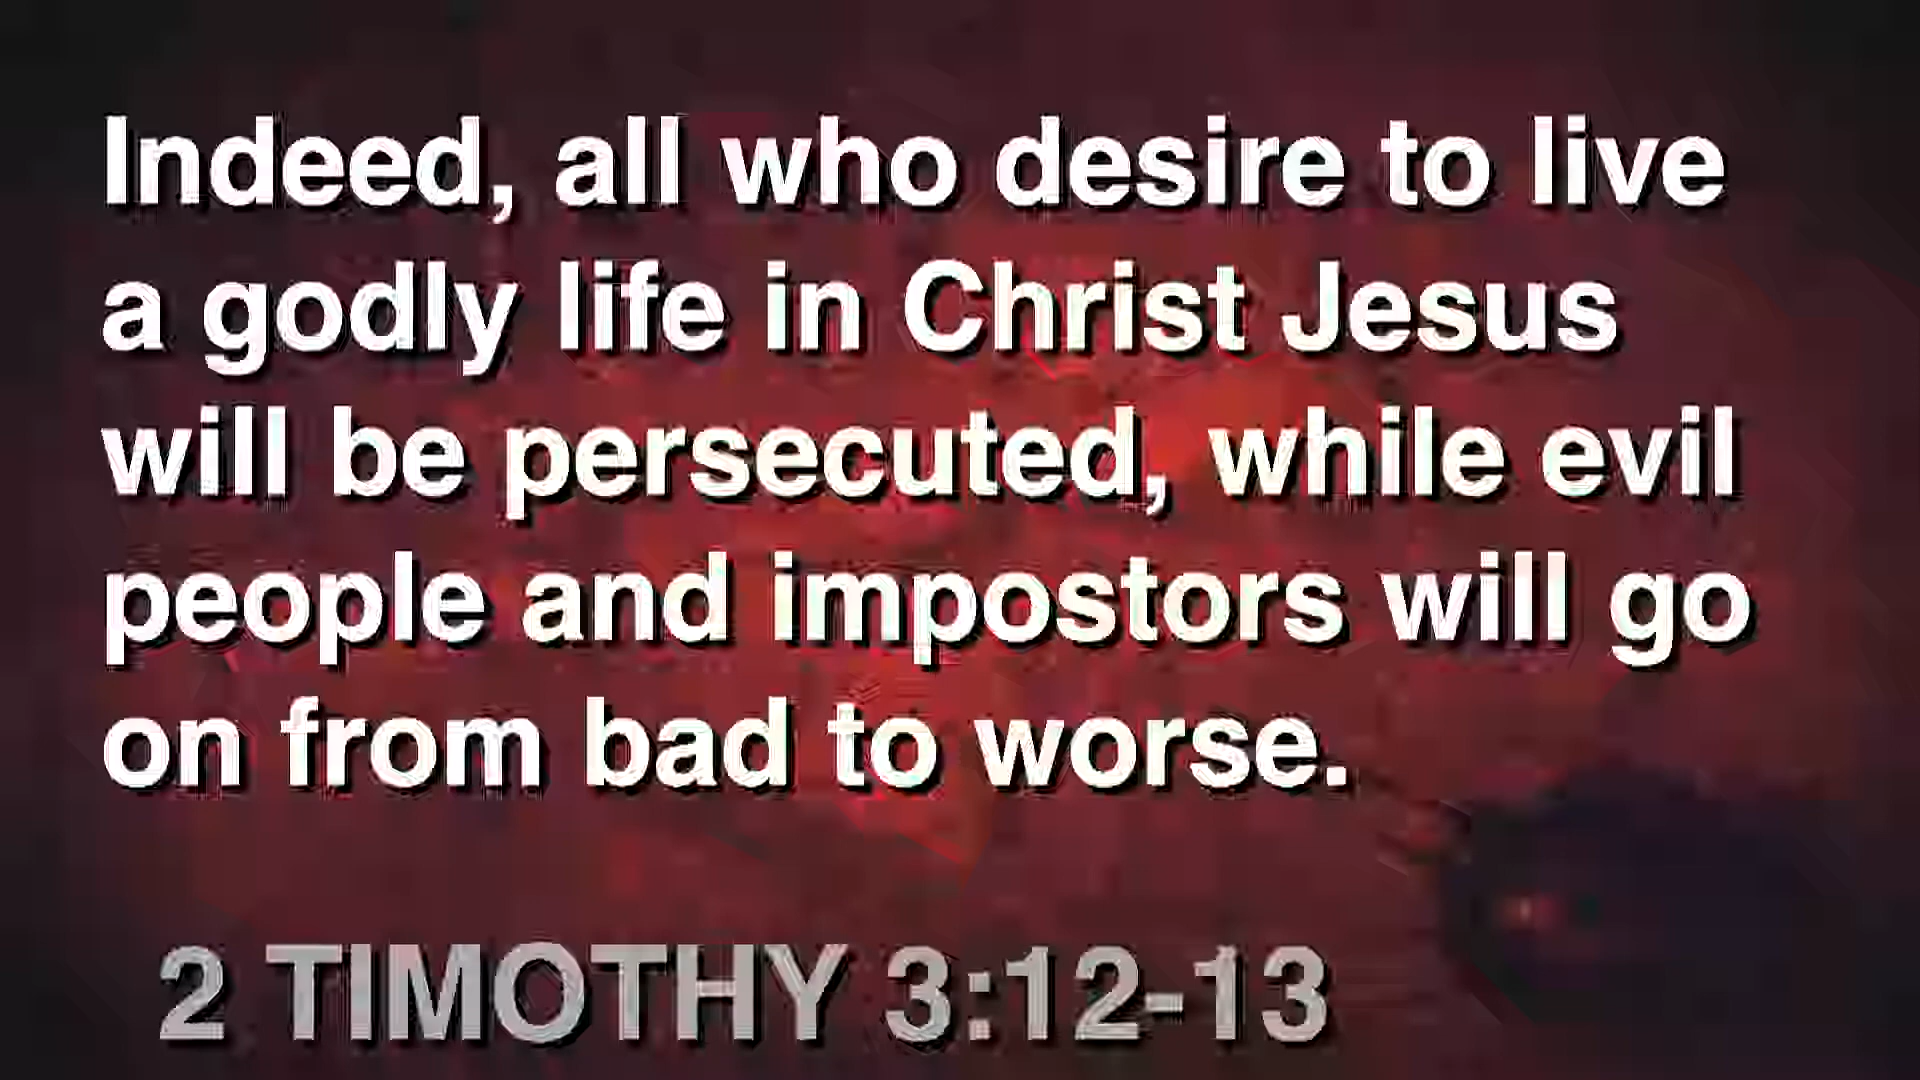 Indeed, all who desire to live
a godly life in Christ Jesus
will be persecuted, while evil
people and impostors will go
on from bad to worse.
2 TIMOTHY 3:12-13